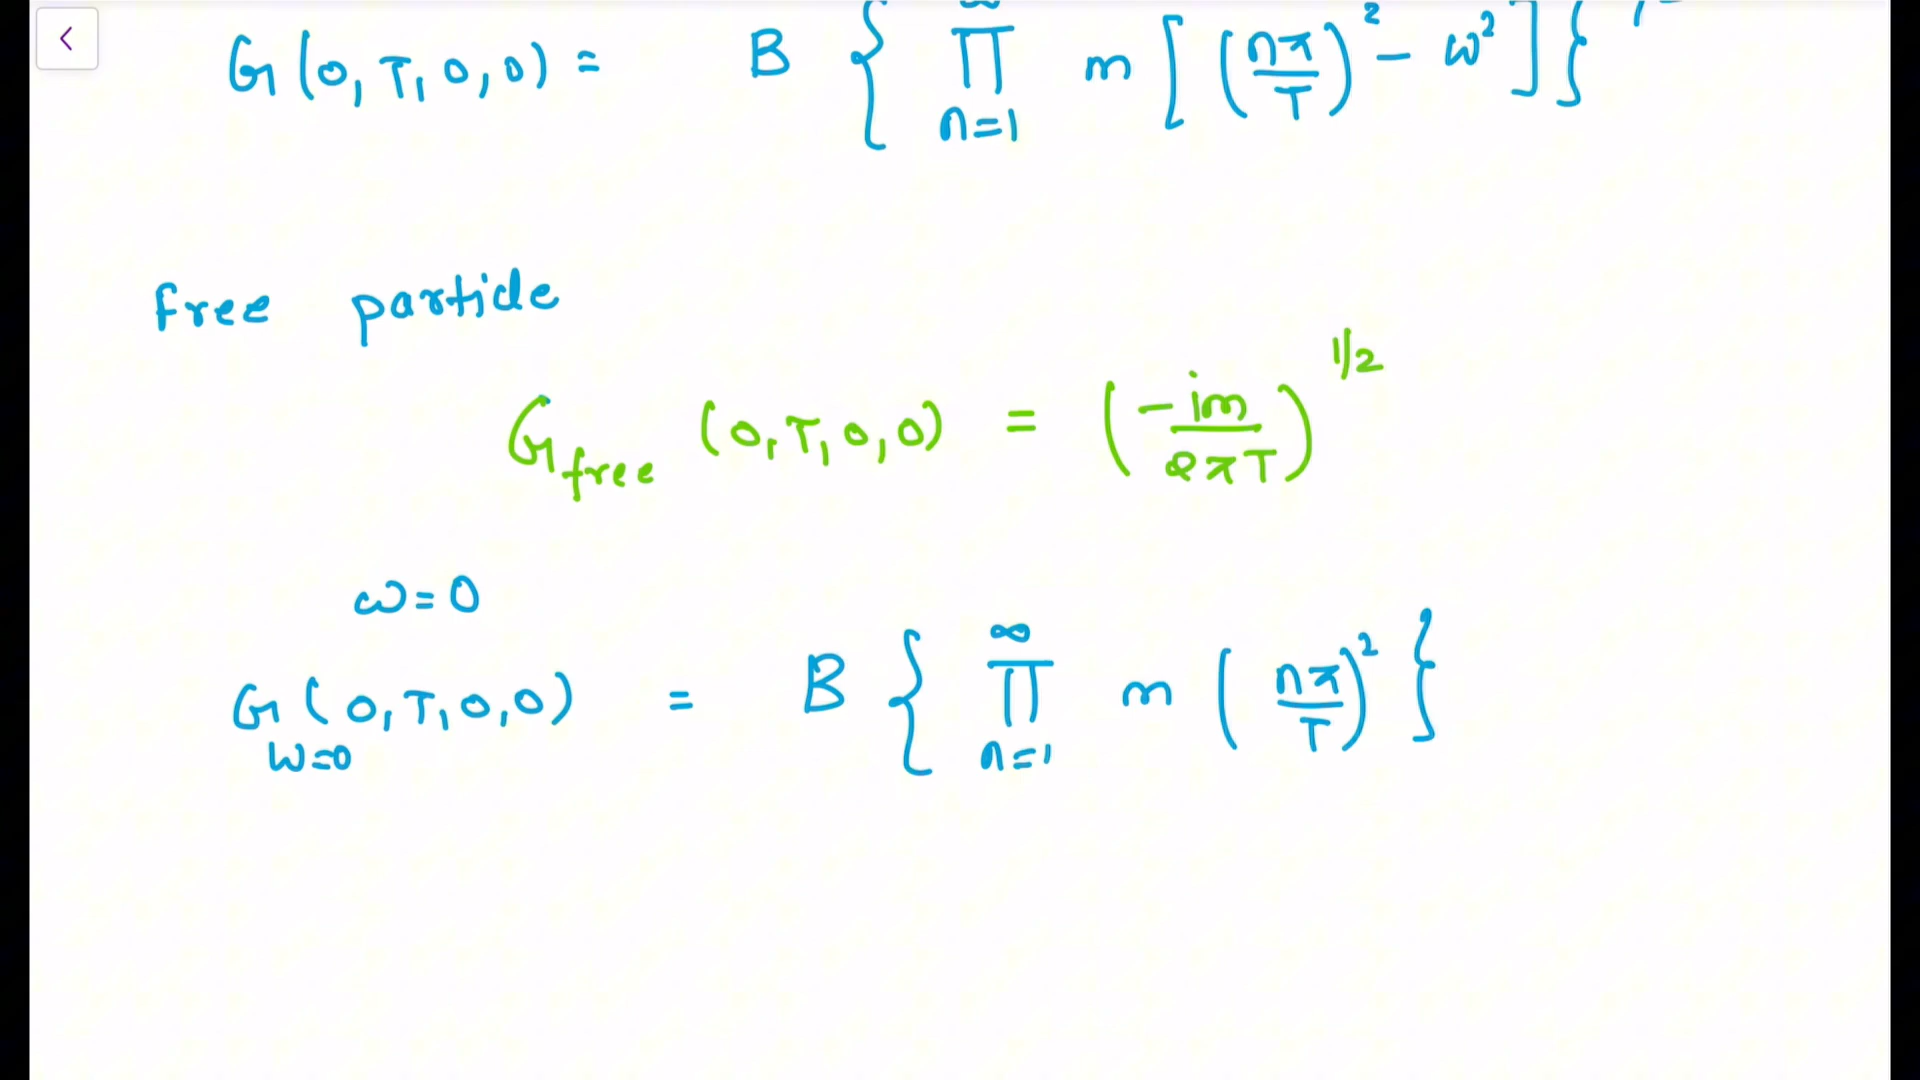 G(0,T,0,0) = B { ∞ ∏ n=1 m [ (nπ/T)² - ω² ] }
free particle
G_free (0,T,0,0) = (-im/2πT)^1/2
ω=0
G_ω=0 (0,T,0,0) = B { ∞ ∏ n=1 m (nπ/T)² }